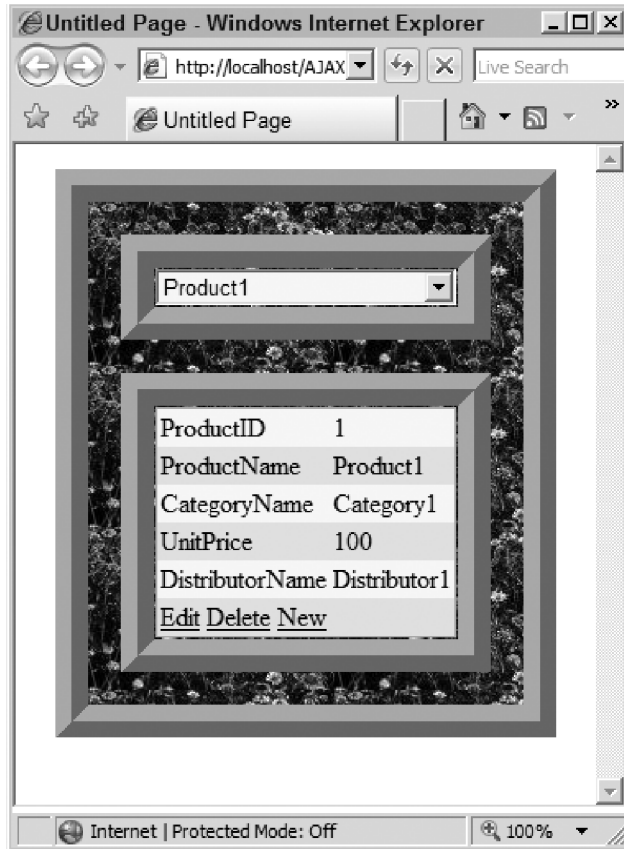 Untitled Page - Windows Internet Explorer
http://localhost/AJAX
Live Search
Untitled Page
»
Product1
ProductID 1
ProductName Product1
CategoryName Category1
UnitPrice 100
DistributorName Distributor1
Edit Delete New
Internet | Protected Mode: Off
100%